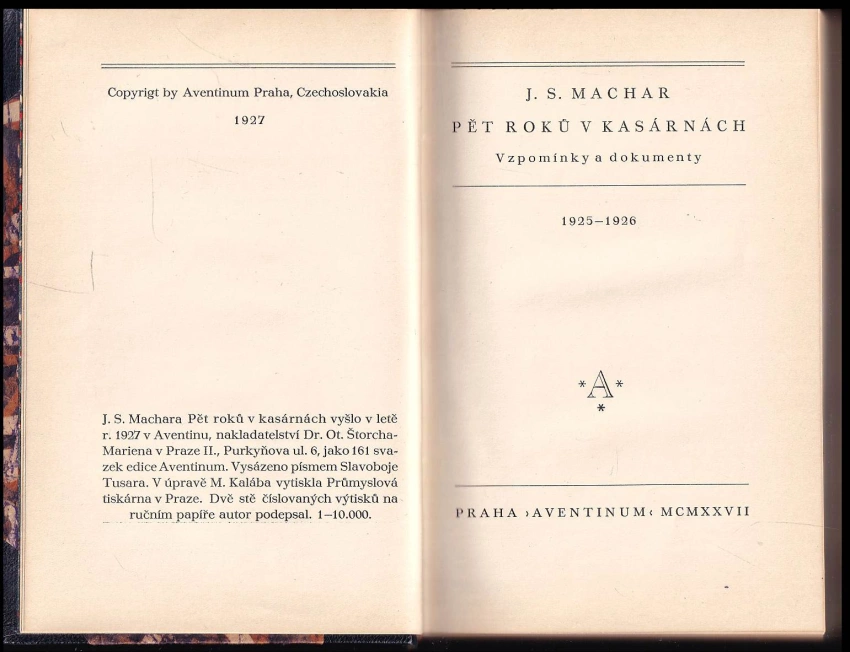 Copyrigt by Aventinum Praha, Czechoslovakia
1927
J. S. Machara Pět roků v kasárnách vyšlo v letě
r. 1927 v Aventinu, nakladatelství Dr. Ot. Štorcha-
Mariena v Praze II., Purkyňova ul. 6, jako 161 sva-
zek edice Aventinum. Vysázeno písmem Slavoboje
Tusara. V úpravě M. Kalába vytiskla Průmyslová
tiskárna v Praze. Dvě stě číslovaných výtisků na
ručním papíře autor podepsal. 1–10.000.
J. S. MACHAR
PĚT ROKŮ V KASÁRNÁCH
Vzpomínky a dokumenty
1925–1926
*A*
*
PRAHA ›AVENTINUM‹ MCMXXVII